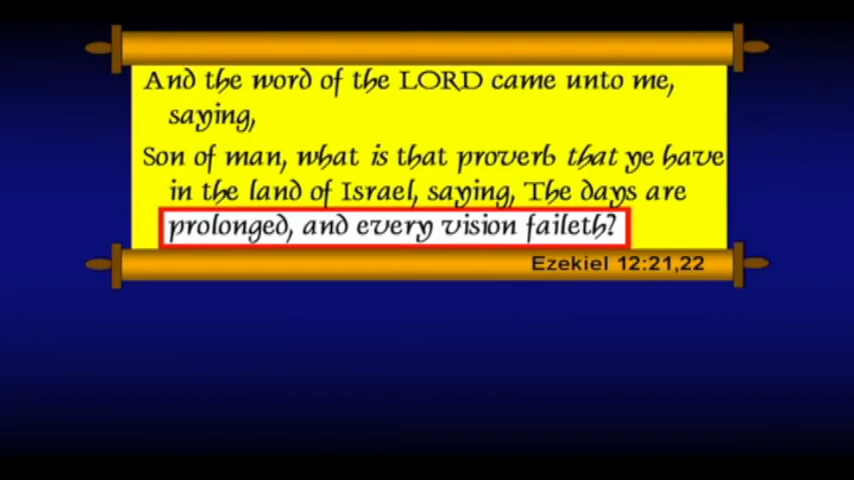 And the word of the LORD came unto me,
saying,
Son of man, what is that proverb that ye have
in the land of Israel, saying, The days are
prolonged, and every vision faileth?
Ezekiel 12:21,22